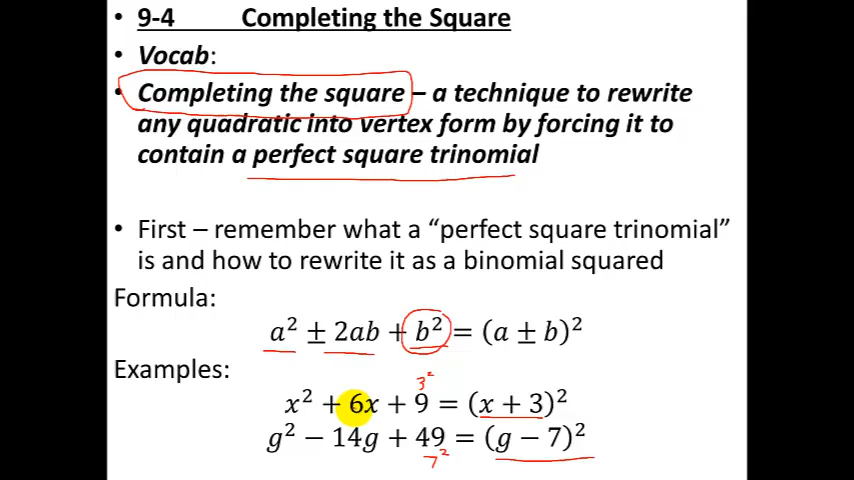 • 9-4 Completing the Square
• Vocab:
• Completing the square – a technique to rewrite
any quadratic into vertex form by forcing it to
contain a perfect square trinomial
• First – remember what a “perfect square trinomial”
is and how to rewrite it as a binomial squared
Formula:
a² ± 2ab + b² = (a ± b)²
Examples:
3²
x² + 6x + 9 = (x + 3)²
g² − 14g + 49 = (g − 7)²
7²